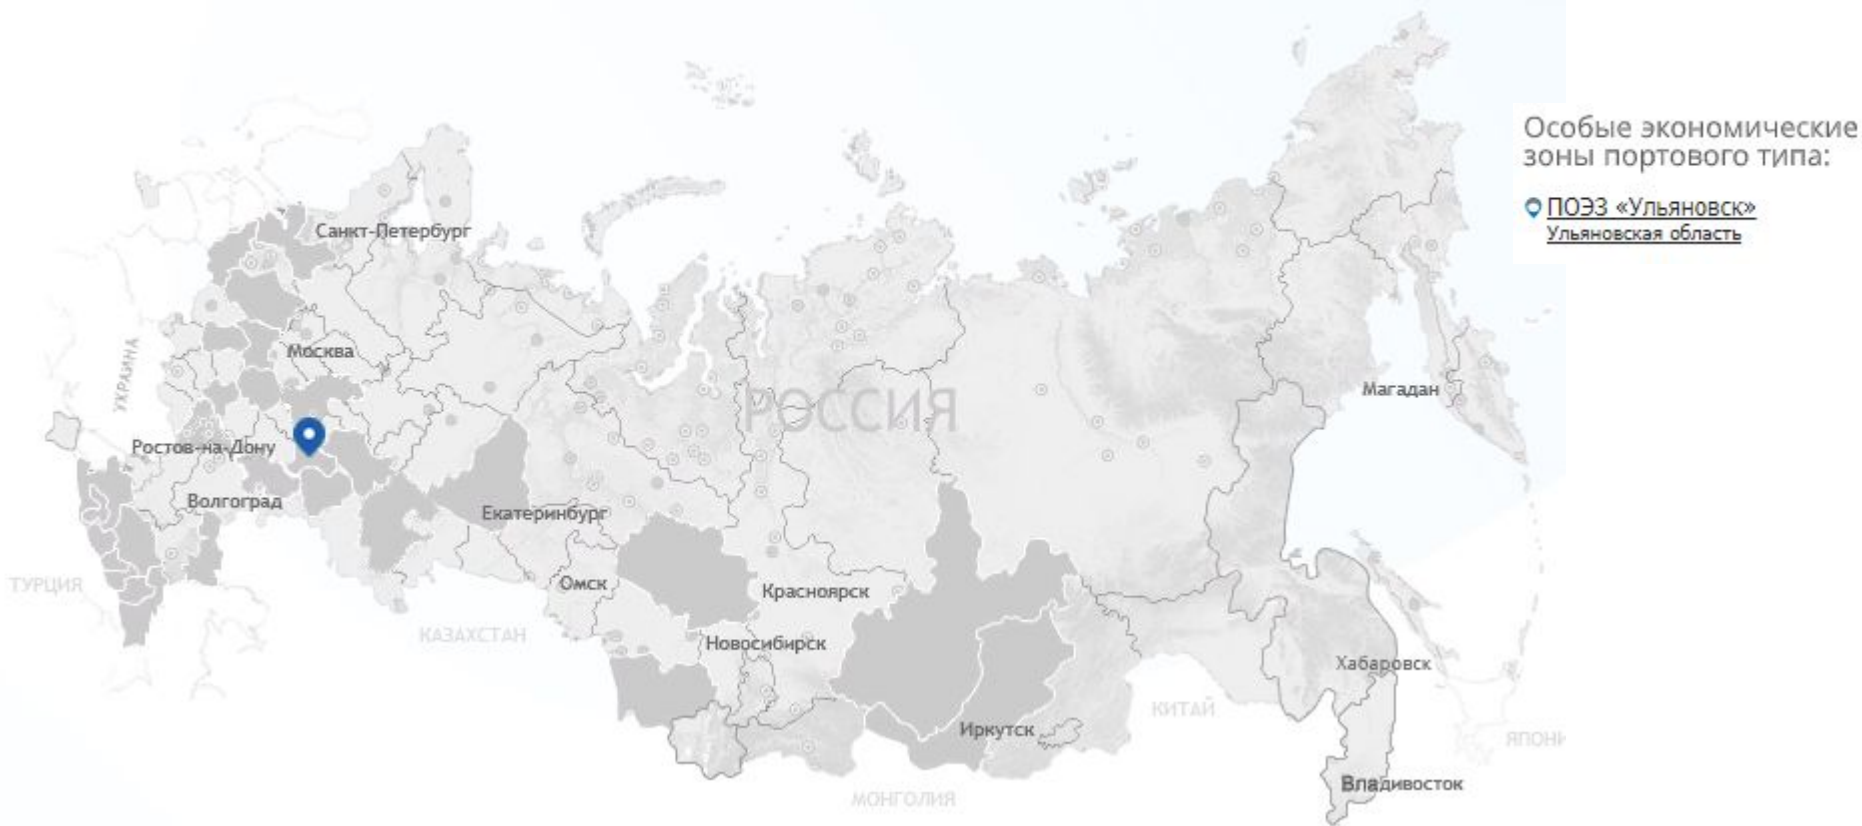 Особые экономические
зоны портового типа:
ПОЭЗ «Ульяновск»
Ульяновская область
Санкт-Петербург
УКРАИНА
Москва
РОССИЯ
Магадан
Ростов-на-Дону
Волгоград
Екатеринбург
ТУРЦИЯ
Омск
Красноярск
КАЗАХСТАН
Новосибирск
Хабаровск
КИТАЙ
Иркутск
ЯПОНИ
Владивосток
МОНГОЛИЯ